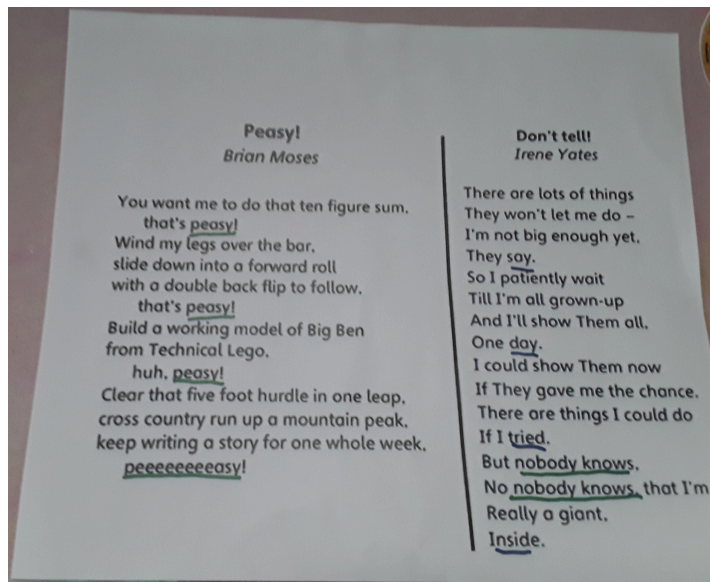 Peasy!
Brian Moses
You want me to do that ten figure sum,
that's peasy!
Wind my legs over the bar,
slide down into a forward roll
with a double back flip to follow,
that's peasy!
Build a working model of Big Ben
from Technical Lego,
huh, peasy!
Clear that five foot hurdle in one leap,
cross country run up a mountain peak,
keep writing a story for one whole week,
peeeeeeeeasy!
Don't tell!
Irene Yates
There are lots of things
They won't let me do –
I'm not big enough yet,
They say.
So I patiently wait
Till I'm all grown-up
And I'll show Them all,
One day.
I could show Them now
If They gave me the chance.
There are things I could do
If I tried.
But nobody knows,
No nobody knows, that I'm
Really a giant,
Inside.